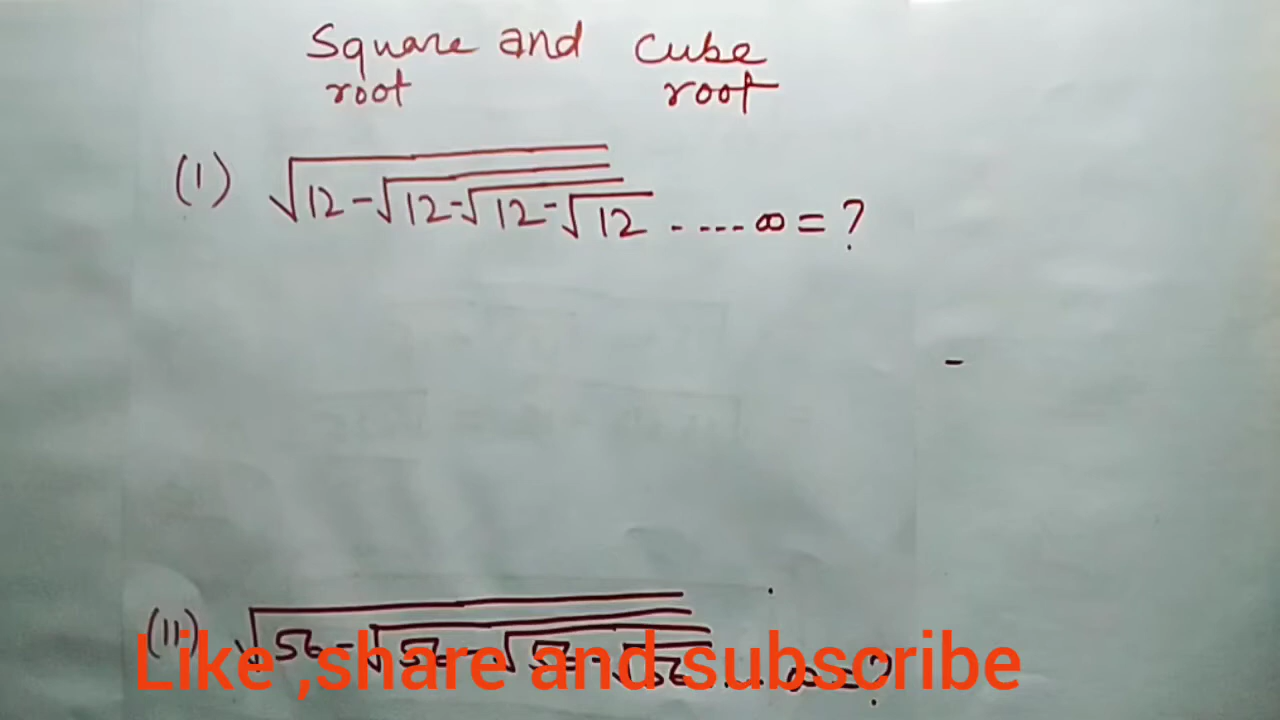 Square and Cube
root root
(1) √12-√12-√12-√12 ----∞ = ?
(11) √56-√56-√56-√56 ... ∞ = ?
Like ,share and subscribe